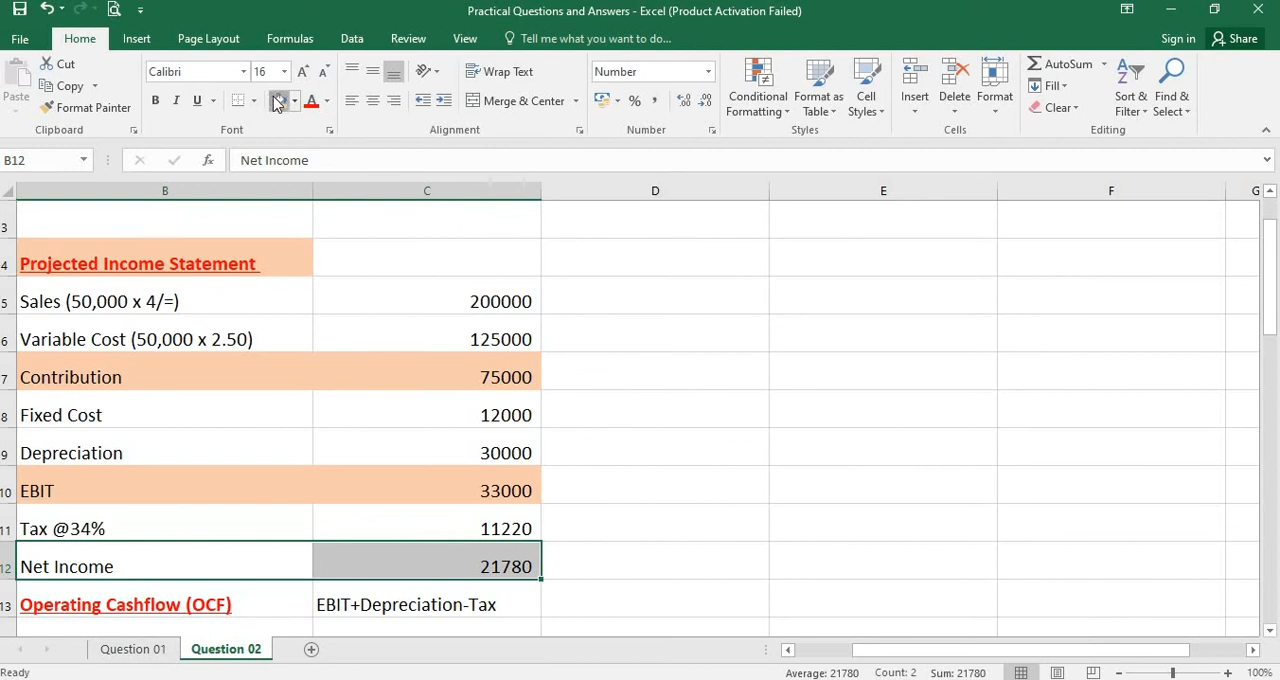 Practical Questions and Answers - Excel (Product Activation Failed)
File Home Insert Page Layout Formulas Data Review View Tell me what you want to do... Sign in Share
Paste Cut Copy Format Painter Clipboard
Calibri 16 B I U A Font
Wrap Text Merge & Center Alignment
Number % , Number
Conditional Formatting Format as Table Cell Styles Styles
Insert Delete Format Cells
AutoSum Fill Clear Sort & Filter Find & Select Editing
B12 fx Net Income
B C D E F G
3
4 Projected Income Statement
5 Sales (50,000 x 4/=) 200000
6 Variable Cost (50,000 x 2.50) 125000
7 Contribution 75000
8 Fixed Cost 12000
9 Depreciation 30000
10 EBIT 33000
11 Tax @34% 11220
12 Net Income 21780
13 Operating Cashflow (OCF) EBIT+Depreciation-Tax
Question 01 Question 02
Ready Average: 21780 Count: 2 Sum: 21780 100%